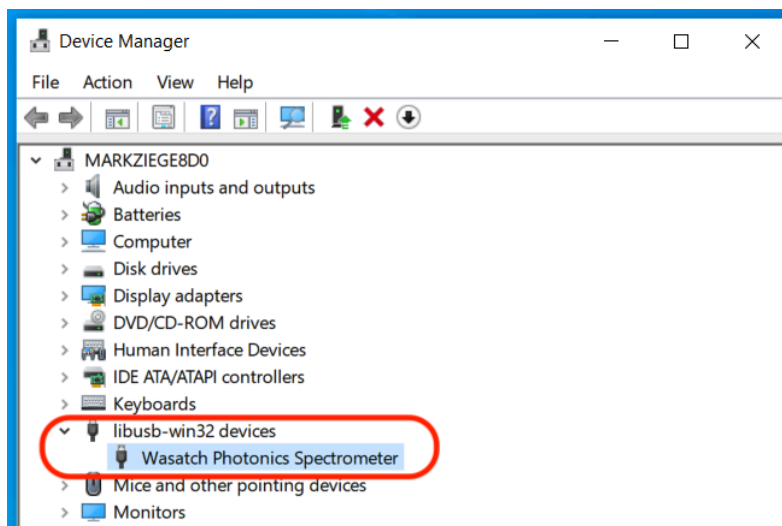 Device Manager
File Action View Help
MARKZIEGE8D0
Audio inputs and outputs
Batteries
Computer
Disk drives
Display adapters
DVD/CD-ROM drives
Human Interface Devices
IDE ATA/ATAPI controllers
Keyboards
libusb-win32 devices
Wasatch Photonics Spectrometer
Mice and other pointing devices
Monitors